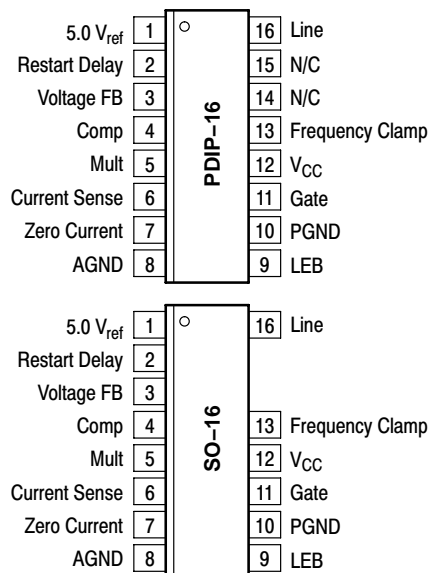 5.0 Vref 1 16 Line
Restart Delay 2 15 N/C
Voltage FB 3 14 N/C
Comp 4 13 Frequency Clamp
Mult 5 12 VCC
Current Sense 6 11 Gate
Zero Current 7 10 PGND
AGND 8 9 LEB
PDIP–16
5.0 Vref 1 16 Line
Restart Delay 2
Voltage FB 3
Comp 4 13 Frequency Clamp
Mult 5 12 VCC
Current Sense 6 11 Gate
Zero Current 7 10 PGND
AGND 8 9 LEB
SO–16